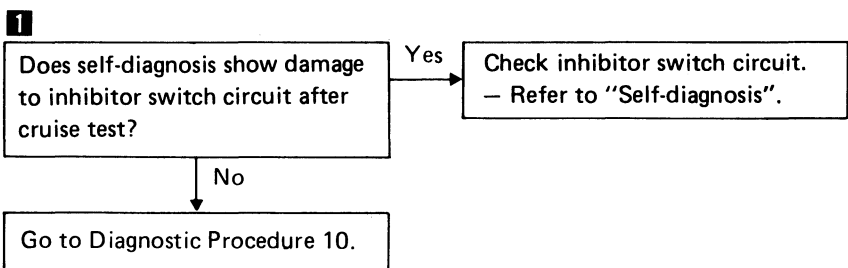 1
Does self-diagnosis show damage
to inhibitor switch circuit after
cruise test?
Yes
Check inhibitor switch circuit.
— Refer to "Self-diagnosis".
No
Go to Diagnostic Procedure 10.